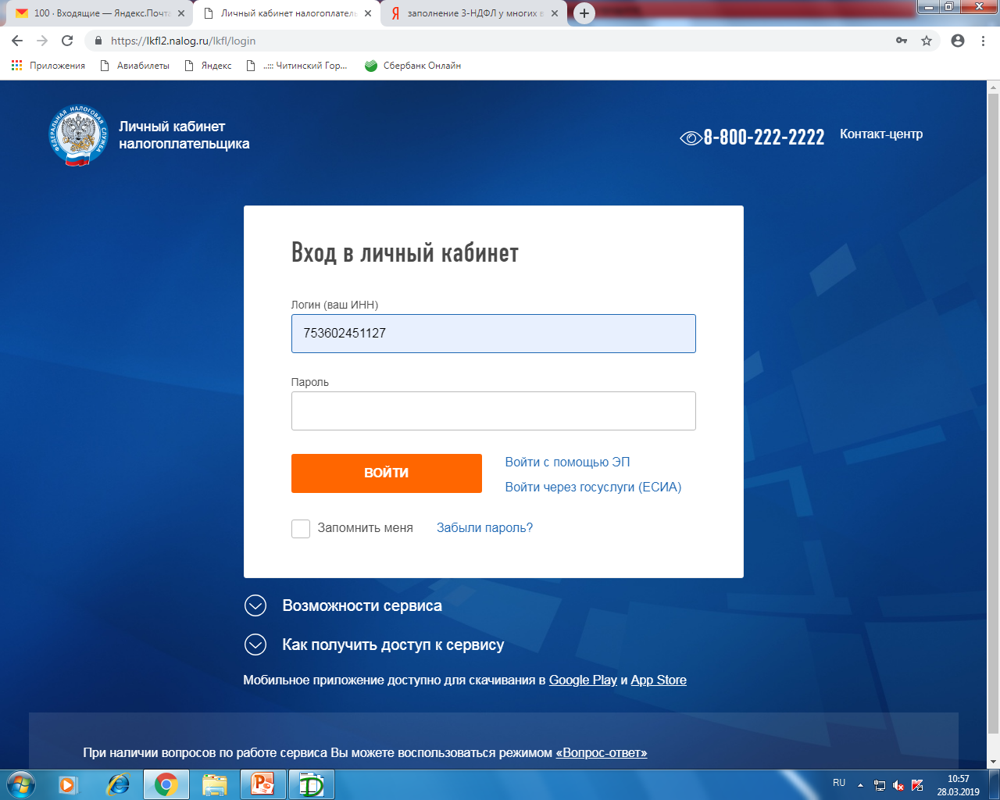 100 · Входящие — Яндекс.Почта
Личный кабинет налогоплатель
заполнение 3-НДФЛ у многих в
https://lkfl2.nalog.ru/lkfl/login
Приложения
Авиабилеты
Яндекс
..::: Читинский Гор...
Сбербанк Онлайн
ФЕДЕРАЛЬНАЯ НАЛОГОВАЯ СЛУЖБА
Личный кабинет
налогоплательщика
8-800-222-2222
Контакт-центр
Вход в личный кабинет
Логин (ваш ИНН)
753602451127
Пароль
ВОЙТИ
Войти с помощью ЭП
Войти через госуслуги (ЕСИА)
Запомнить меня
Забыли пароль?
Возможности сервиса
Как получить доступ к сервису
Мобильное приложение доступно для скачивания в Google Play и App Store
При наличии вопросов по работе сервиса Вы можете воспользоваться режимом «Вопрос-ответ»
RU
10:57
28.03.2019